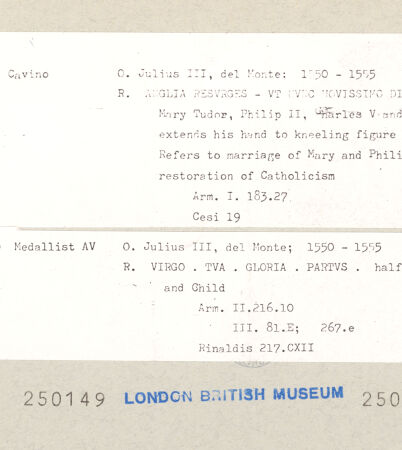 Cavino O. Julius III, del Monte: 1550 - 1555
R. ANGLIA RESVRGES - VT NVNC NOVISSIMO DI
Mary Tudor, Philip II, Charles V and
extends his hand to kneeling figure
Refers to marriage of Mary and Phili
restoration of Catholicism
Arm. I. 183.27
Cesi 19
Medallist AV O. Julius III, del Monte; 1550 - 1555
R. VIRGO . TVA . GLORIA . PARTVS . half
and Child
Arm. II.216.10
III. 81.E; 267.e
Rinaldis 217.CXII
250149 LONDON BRITISH MUSEUM 250